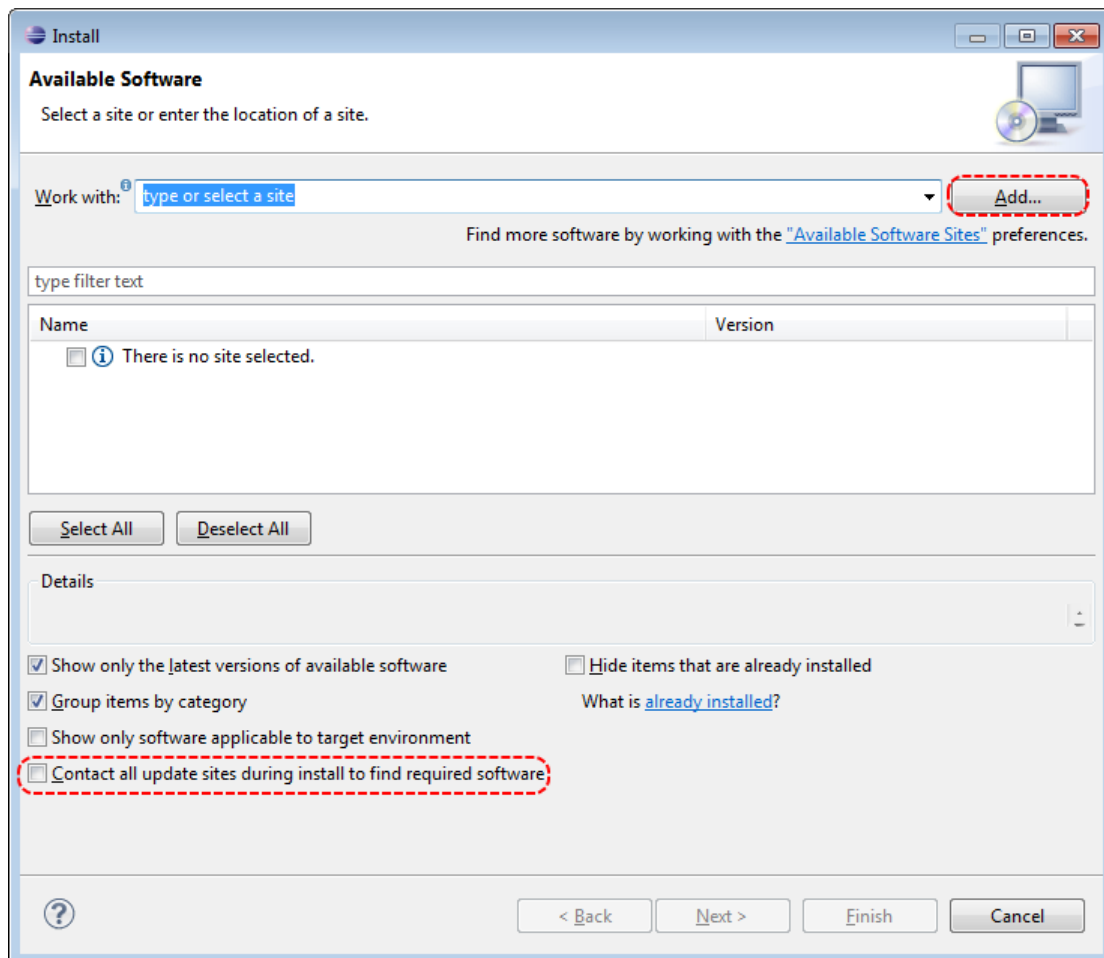 Install
Available Software
Select a site or enter the location of a site.
Work with: type or select a site Add...
Find more software by working with the "Available Software Sites" preferences.
type filter text
Name Version
There is no site selected.
Select All Deselect All
Details
Show only the latest versions of available software Hide items that are already installed
Group items by category What is already installed?
Show only software applicable to target environment
Contact all update sites during install to find required software
? < Back Next > Finish Cancel